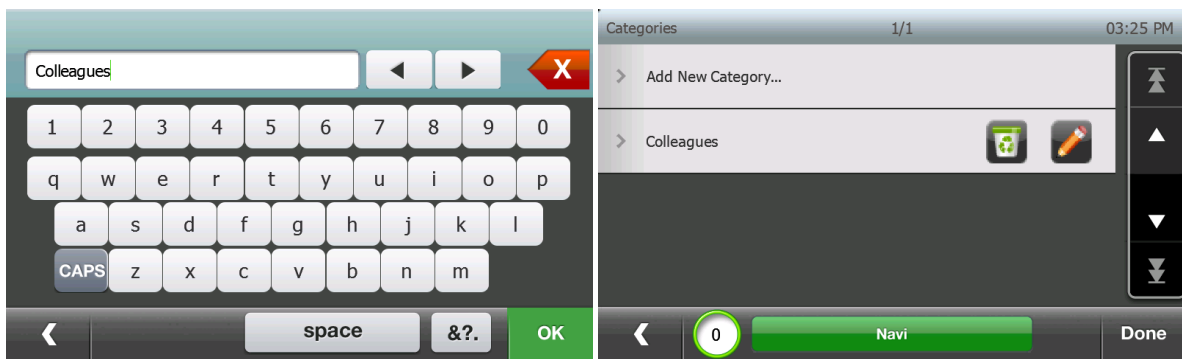 Colleagues
X
1 2 3 4 5 6 7 8 9 0
q w e r t y u i o p
a s d f g h j k l
CAPS z x c v b n m
space &?. OK
Categories 1/1 03:25 PM
Add New Category...
Colleagues
0 Navi Done